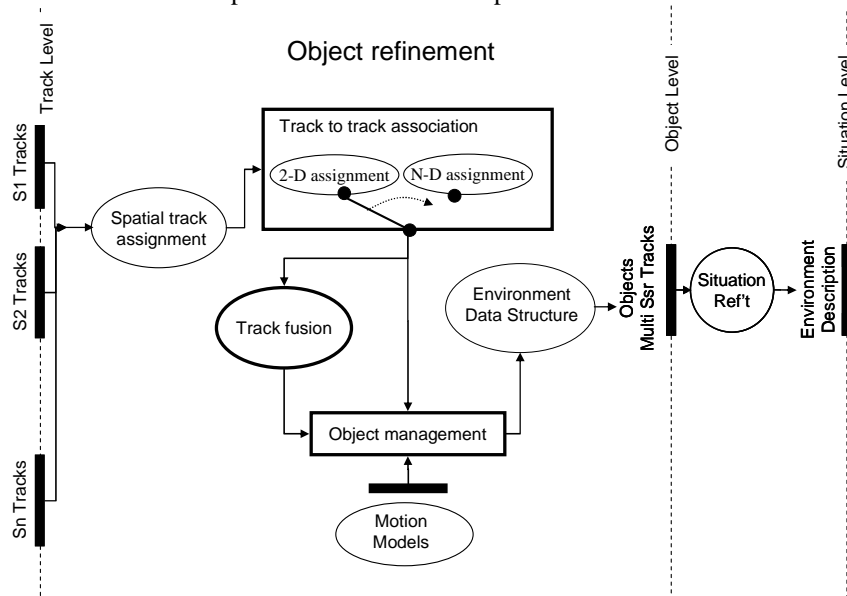 Object refinement
Track Level
Object Level
Situation Level
S1 Tracks
S2 Tracks
Sn Tracks
Spatial track
assignment
Track to track association
2-D assignment
N-D assignment
Track fusion
Environment
Data Structure
Object management
Motion
Models
Objects
Multi Ssr Tracks
Situation
Ref't
Environment
Description